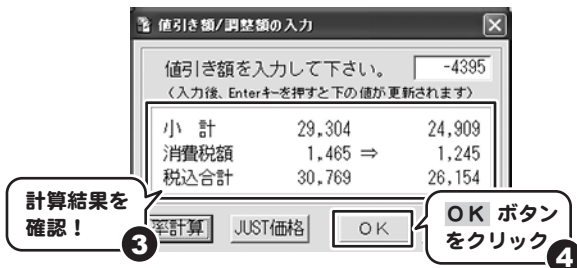 値引き額/調整額の入力
値引き額を入力して下さい。 -4395
（入力後、Enterキーを押すと下の値が更新されます）
小 計 29,304 24,909
消費税額 1,465 ⇒ 1,245
税込合計 30,769 26,154
計算結果を
確認！
3
率計算 JUST価格 ＯＫ
ＯＫ ボタン
をクリック
4